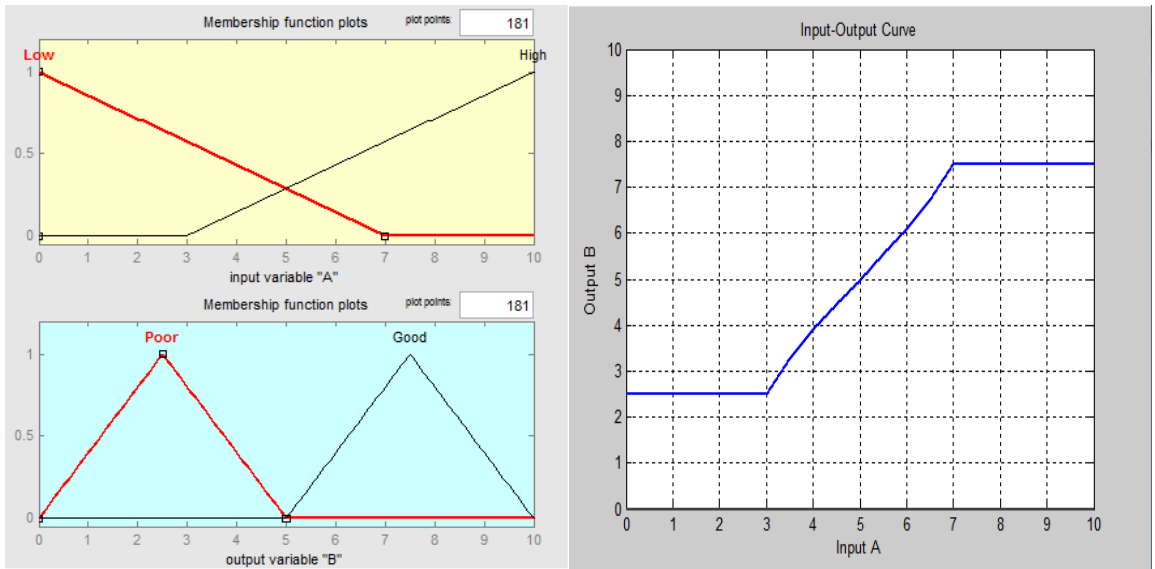 Membership function plots plot points: 181
Low High
1
0.5
0
0 1 2 3 4 5 6 7 8 9 10
input variable "A"
Membership function plots plot points: 181
Poor Good
1
0.5
0
0 1 2 3 4 5 6 7 8 9 10
output variable "B"
Input-Output Curve
10
9
8
7
6
5
4
3
2
1
0
Output B
0 1 2 3 4 5 6 7 8 9 10
Input A